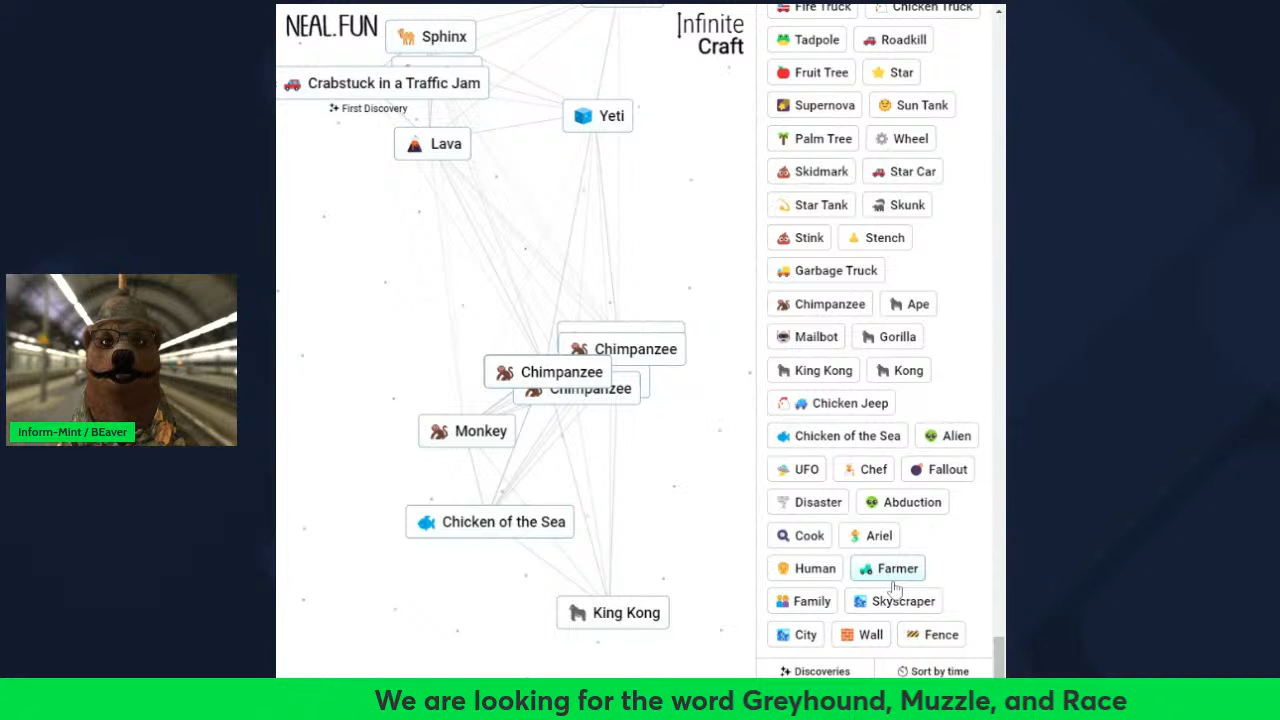 NEAL.FUN
Infinite
Craft
Sphinx
Crabstuck in a Traffic Jam
First Discovery
Yeti
Lava
Chimpanzee
Chimpanzee
Chimpanzee
Monkey
Chicken of the Sea
King Kong
Fire Truck
Chicken Truck
Tadpole
Roadkill
Fruit Tree
Star
Supernova
Sun Tank
Palm Tree
Wheel
Skidmark
Star Car
Star Tank
Skunk
Stink
Stench
Garbage Truck
Chimpanzee
Ape
Mailbot
Gorilla
King Kong
Kong
Chicken Jeep
Chicken of the Sea
Alien
UFO
Chef
Fallout
Disaster
Abduction
Cook
Ariel
Human
Farmer
Family
Skyscraper
City
Wall
Fence
Discoveries
Sort by time
Inform-Mint / BEaver
We are looking for the word Greyhound, Muzzle, and Race